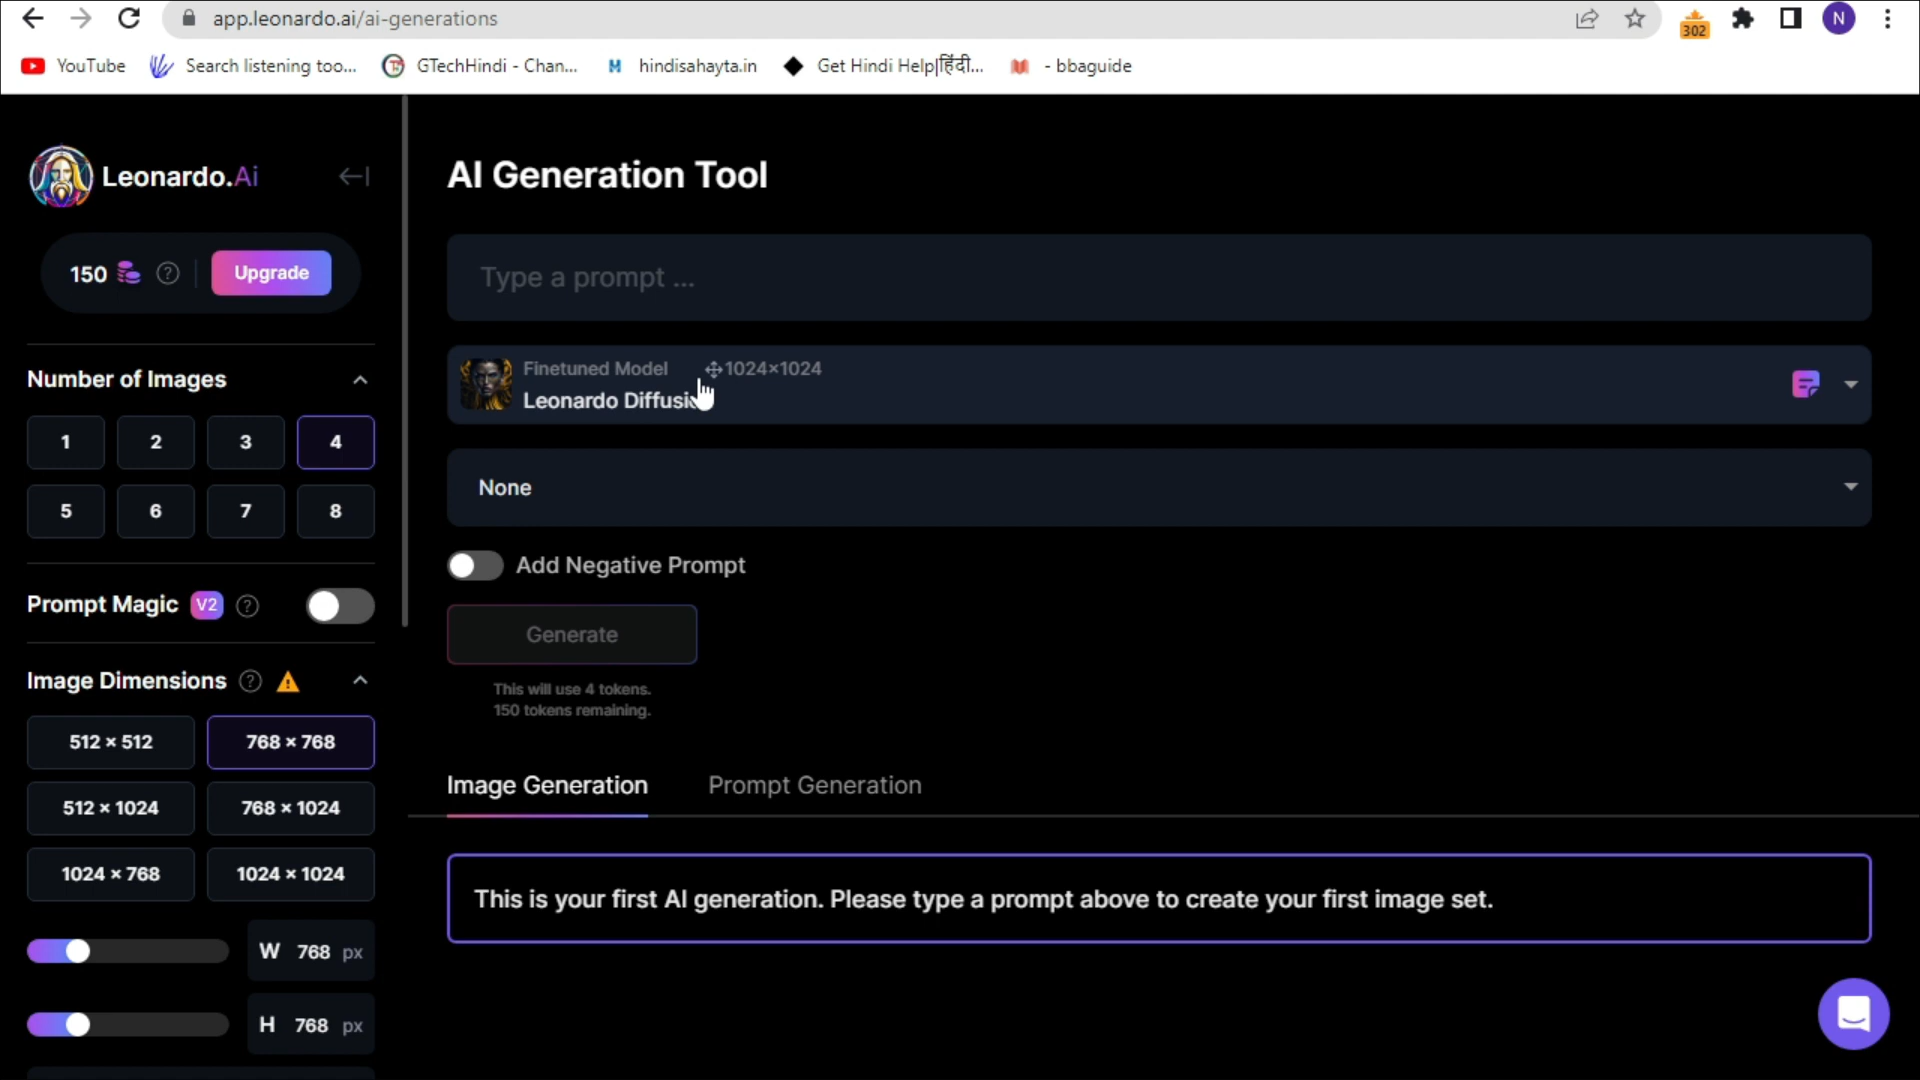 app.leonardo.ai/ai-generations
302
N
YouTube
Search listening too...
GTechHindi - Chan...
hindisahayta.in
Get Hindi Help|हिंदी...
- bbaguide
Leonardo.Ai
150
Upgrade
Number of Images
1 2 3 4
5 6 7 8
Prompt Magic V2
Image Dimensions
512 × 512 768 × 768
512 × 1024 768 × 1024
1024 × 768 1024 × 1024
W 768 px
H 768 px
AI Generation Tool
Type a prompt ...
Finetuned Model 1024×1024
Leonardo Diffusi
None
Add Negative Prompt
Generate
This will use 4 tokens.
150 tokens remaining.
Image Generation Prompt Generation
This is your first AI generation. Please type a prompt above to create your first image set.